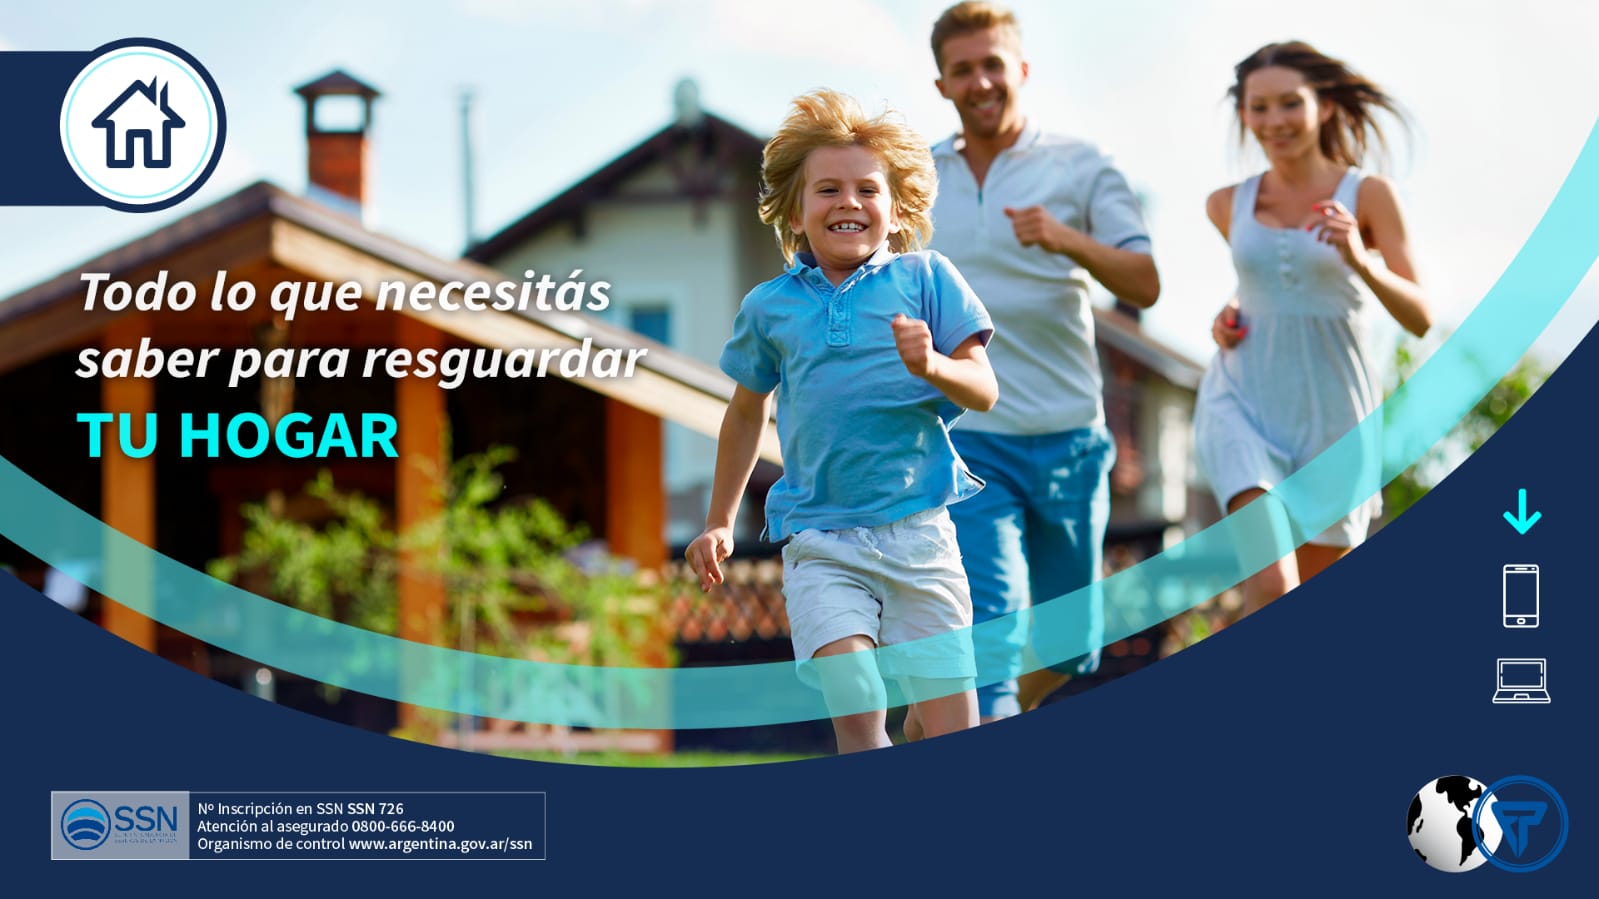 Todo lo que necesitás
saber para resguardar
TU HOGAR
SSN
Nº Inscripción en SSN SSN 726
Atención al asegurado 0800-666-8400
Organismo de control www.argentina.gov.ar/ssn